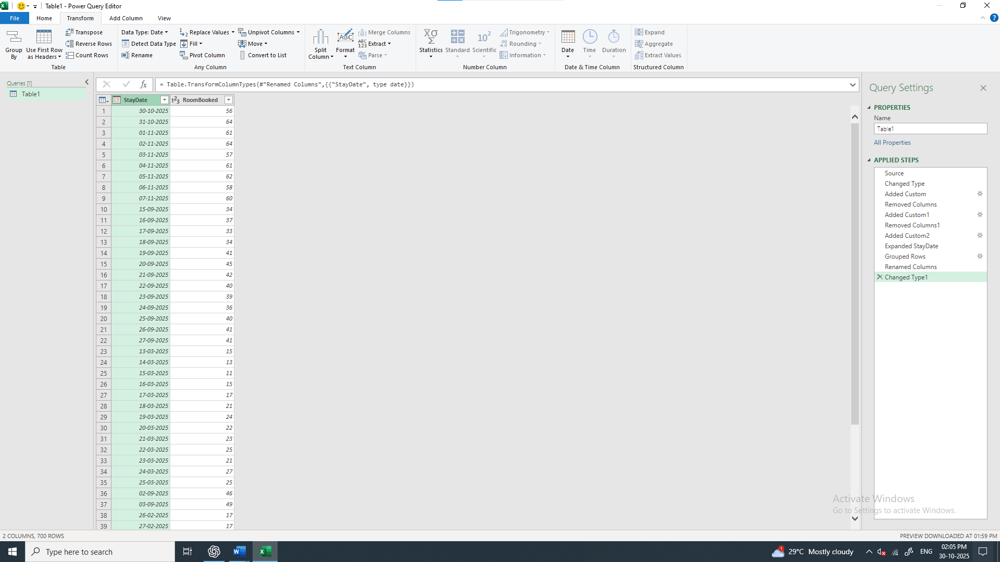 Table1 - Power Query Editor
File Home Transform Add Column View
Group By
Use First Row as Headers
Transpose
Reverse Rows
Count Rows
Table
Data Type: Date
Detect Data Type
Rename
Replace Values
Fill
Pivot Column
Unpivot Columns
Move
Convert to List
Any Column
Split Column
Format
Merge Columns
Extract
Parse
Text Column
Statistics
Standard
Scientific
Trigonometry
Rounding
Information
Number Column
Date
Time
Duration
Date & Time Column
Expand
Aggregate
Extract Values
Structured Column
Queries [1]
Table1
fx = Table.TransformColumnTypes(#"Renamed Columns",{{"StayDate", type date}})
StayDate 123 RoomBooked
1 30-10-2025 56
2 31-10-2025 64
3 01-11-2025 61
4 02-11-2025 64
5 03-11-2025 57
6 04-11-2025 61
7 05-11-2025 62
8 06-11-2025 58
9 07-11-2025 60
10 15-09-2025 34
11 16-09-2025 37
12 17-09-2025 33
13 18-09-2025 34
14 19-09-2025 41
15 20-09-2025 45
16 21-09-2025 42
17 22-09-2025 40
18 23-09-2025 39
19 24-09-2025 36
20 25-09-2025 40
21 26-09-2025 41
22 27-09-2025 41
23 13-03-2025 15
24 14-03-2025 13
25 15-03-2025 11
26 16-03-2025 15
27 17-03-2025 17
28 18-03-2025 21
29 19-03-2025 24
30 20-03-2025 22
31 21-03-2025 23
32 22-03-2025 25
33 23-03-2025 21
34 24-03-2025 27
35 25-03-2025 25
36 02-09-2025 46
37 03-09-2025 49
38 26-02-2025 17
39 27-02-2025 17
Query Settings
PROPERTIES
Name
Table1
All Properties
APPLIED STEPS
Source
Changed Type
Added Custom
Removed Columns
Added Custom1
Removed Columns1
Added Custom2
Expanded StayDate
Grouped Rows
Renamed Columns
Changed Type1
Activate Windows
Go to Settings to activate Windows.
2 COLUMNS, 700 ROWS
PREVIEW DOWNLOADED AT 01:59 PM
Type here to search
1
29°C Mostly cloudy
ENG
02:05 PM
30-10-2025